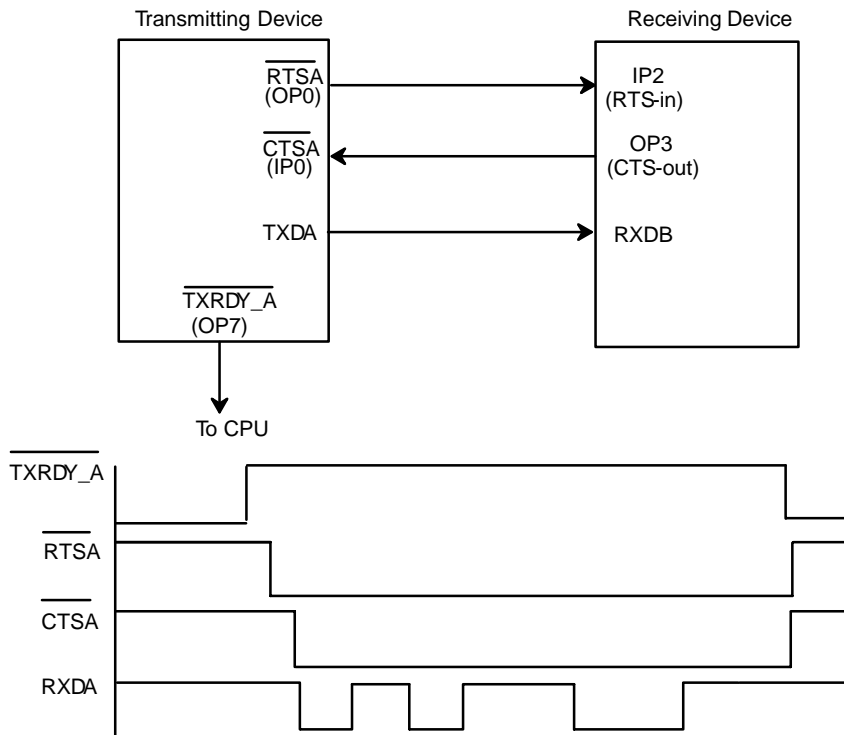 Transmitting Device
Receiving Device
RTSA
(OP0)
IP2
(RTS-in)
CTSA
(IP0)
OP3
(CTS-out)
TXDA
RXDB
TXRDY_A
(OP7)
To CPU
TXRDY_A
RTSA
CTSA
RXDA